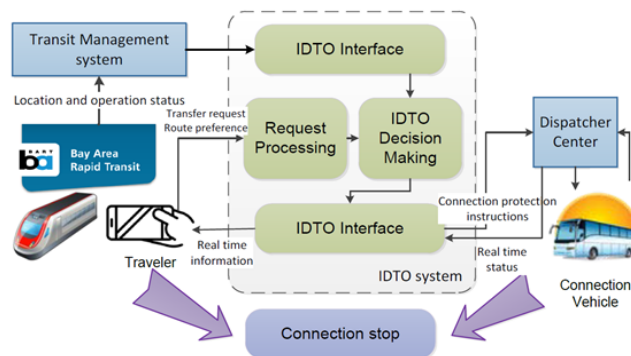 Transit Management
system
IDTO Interface
Location and operation status
Transfer request
Route preference
BART
ba
Bay Area
Rapid Transit
Request
Processing
IDTO
Decision
Making
Dispatcher
Center
IDTO Interface
Connection protection
instructions
Real time
information
Traveler
Real time
status
IDTO system
Connection
Vehicle
Connection stop